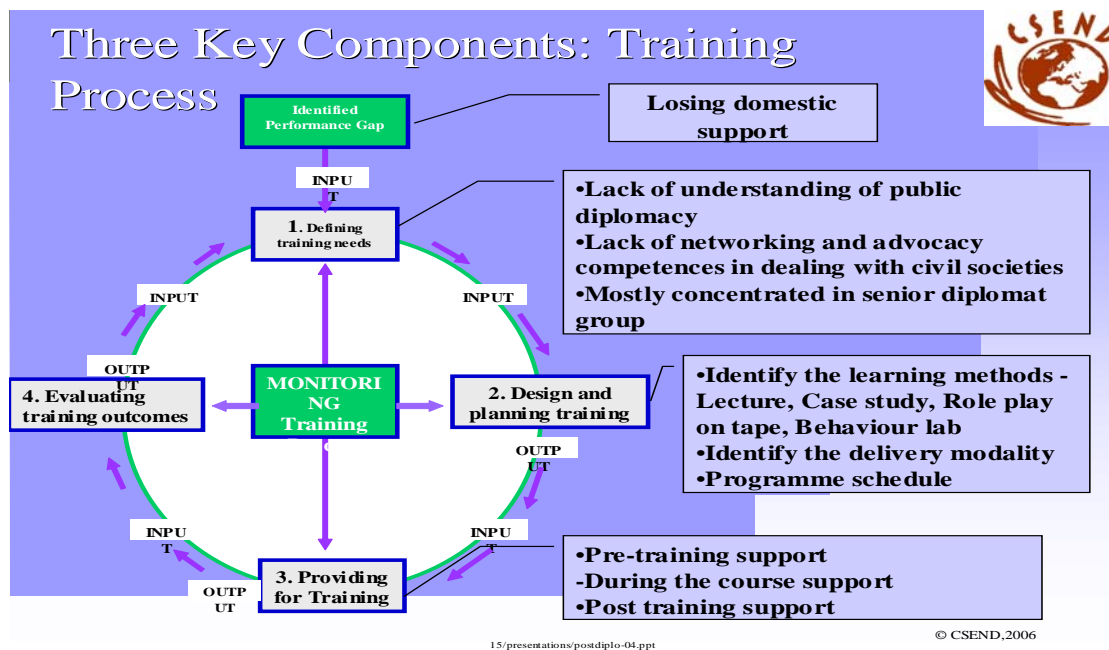 Three Key Components: Training
Process
CSEND
Identified
Performance Gap
Losing domestic
support
INPU
T
1. Defining
training needs
•Lack of understanding of public
diplomacy
•Lack of networking and advocacy
competences in dealing with civil societies
•Mostly concentrated in senior diplomat
group
INPUT
INPUT
OUTP
UT
4. Evaluating
training outcomes
MONITORI
NG
Training
2. Design and
planning training
•Identify the learning methods -
Lecture, Case study, Role play
on tape, Behaviour lab
•Identify the delivery modality
•Programme schedule
OUTP
UT
INPU
T
INPU
T
3. Providing
for Training
OUTP
UT
•Pre-training support
-During the course support
•Post training support
© CSEND,2006
15/presentations/postdiplo-04.ppt